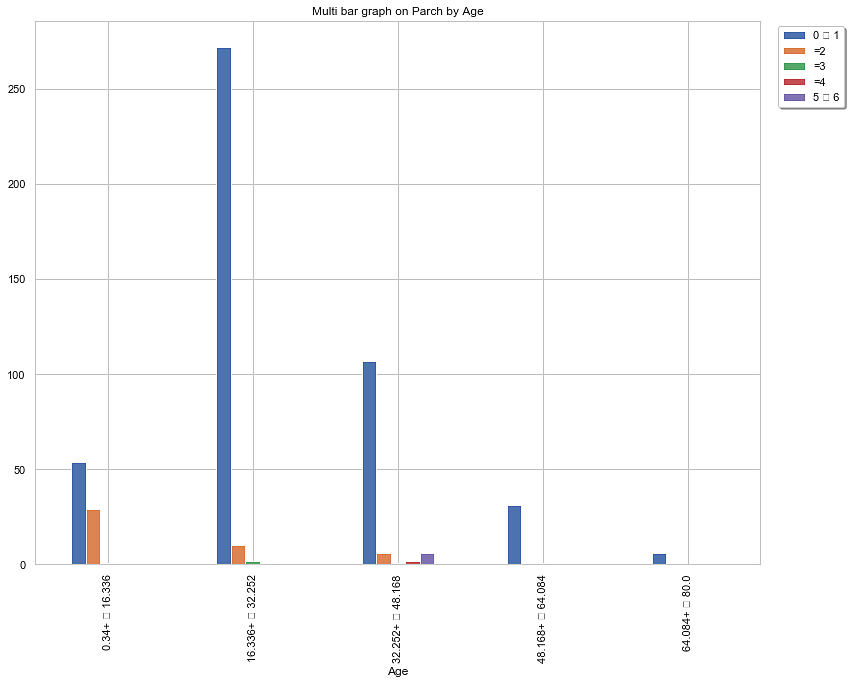 Multi bar graph on Parch by Age
0 □ 1
=2
=3
=4
5 □ 6
250
200
150
100
50
0
0.34+ □ 16.336
16.336+ □ 32.252
32.252+ □ 48.168
48.168+ □ 64.084
64.084+ □ 80.0
Age